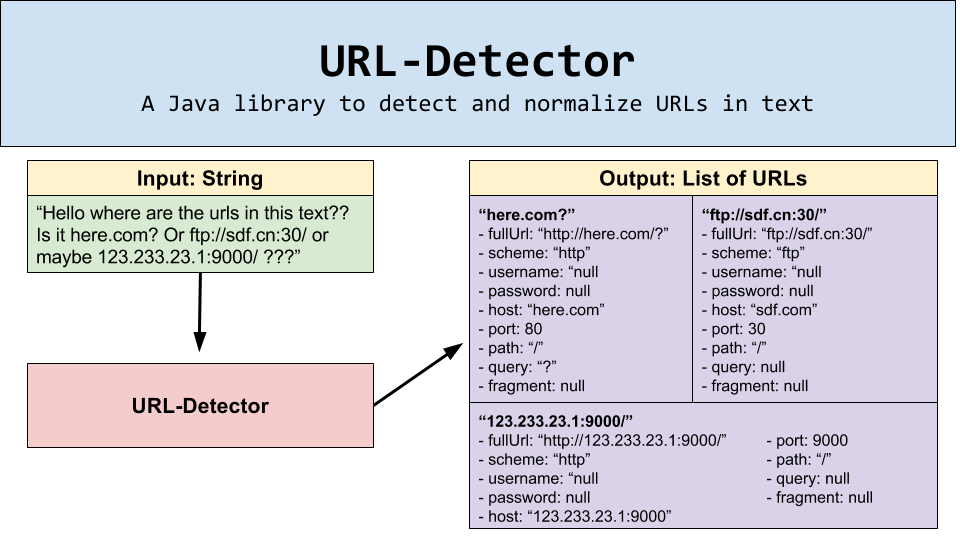 URL-Detector
A Java library to detect and normalize URLs in text
Input: String
“Hello where are the urls in this text??
Is it here.com? Or ftp://sdf.cn:30/ or
maybe 123.233.23.1:9000/ ???”
URL-Detector
Output: List of URLs
“here.com?”
- fullUrl: “http://here.com/?”
- scheme: “http”
- username: “null
- password: null
- host: “here.com”
- port: 80
- path: “/”
- query: “?”
- fragment: null
“ftp://sdf.cn:30/”
- fullUrl: “ftp://sdf.cn:30/”
- scheme: “ftp”
- username: “null
- password: null
- host: “sdf.com”
- port: 30
- path: “/”
- query: null
- fragment: null
“123.233.23.1:9000/”
- fullUrl: “http://123.233.23.1:9000/”
- scheme: “http”
- username: “null
- password: null
- host: “123.233.23.1:9000”
- port: 9000
- path: “/”
- query: null
- fragment: null